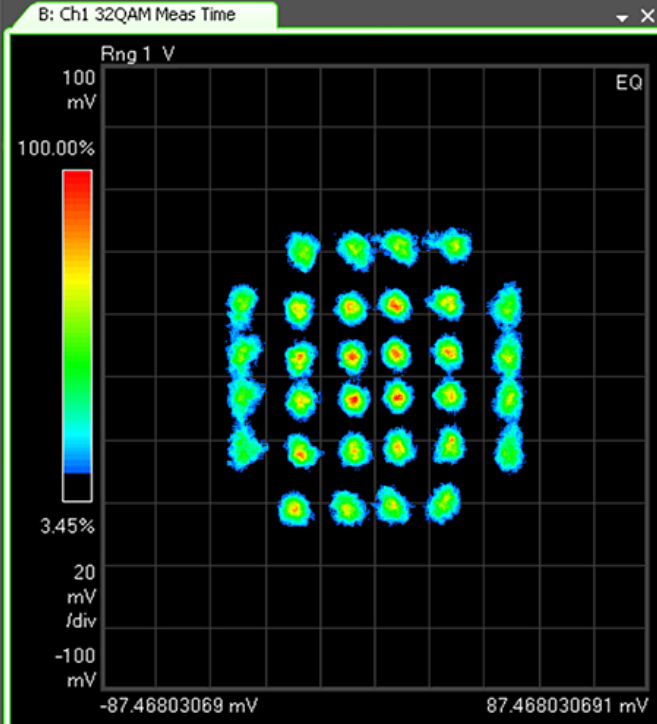 B: Ch1 32QAM Meas Time
Rng 1 V
100
mV
EQ
100.00%
3.45%
20
mV
/div
-100
mV
-87.46803069 mV
87.468030691 mV